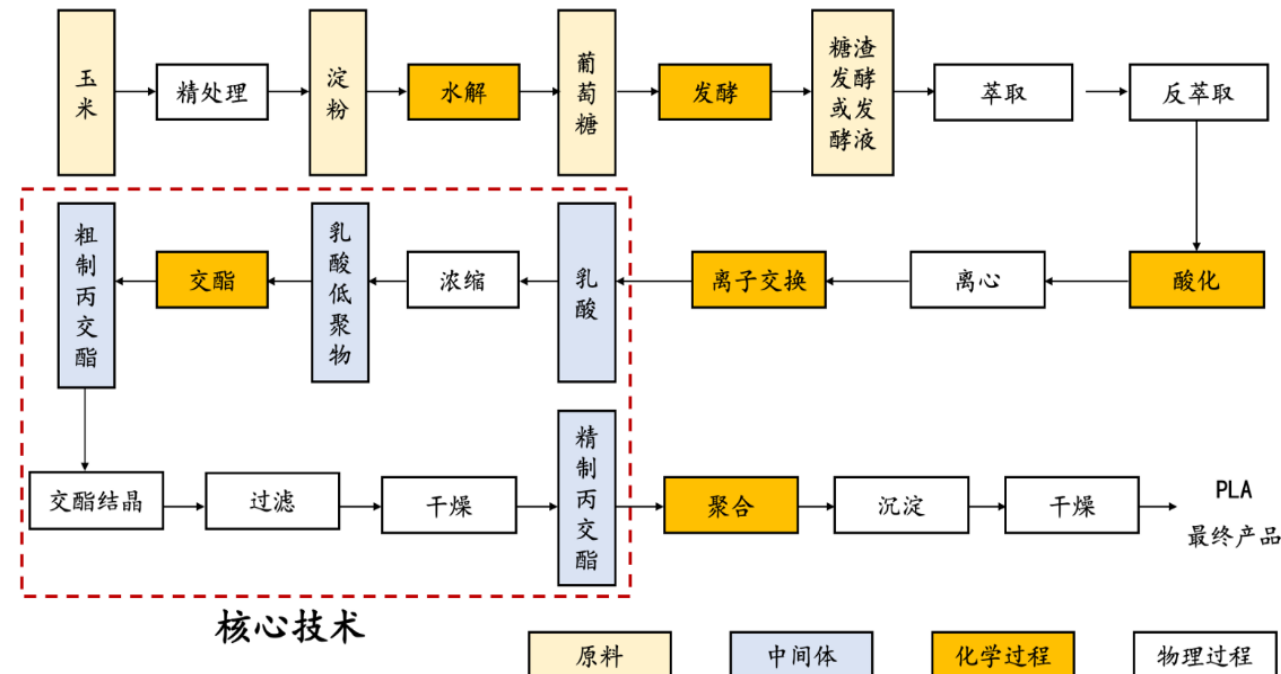 玉米
精处理
淀粉
水解
葡萄糖
发酵
糖渣
发酵
或发
酵液
萃取
反萃取
粗制丙交酯
交酯
乳酸低聚物
浓缩
乳酸
离子交换
离心
酸化
交酯结晶
过滤
干燥
精制丙交酯
聚合
沉淀
干燥
PLA
最终产品
核心技术
原料
中间体
化学过程
物理过程